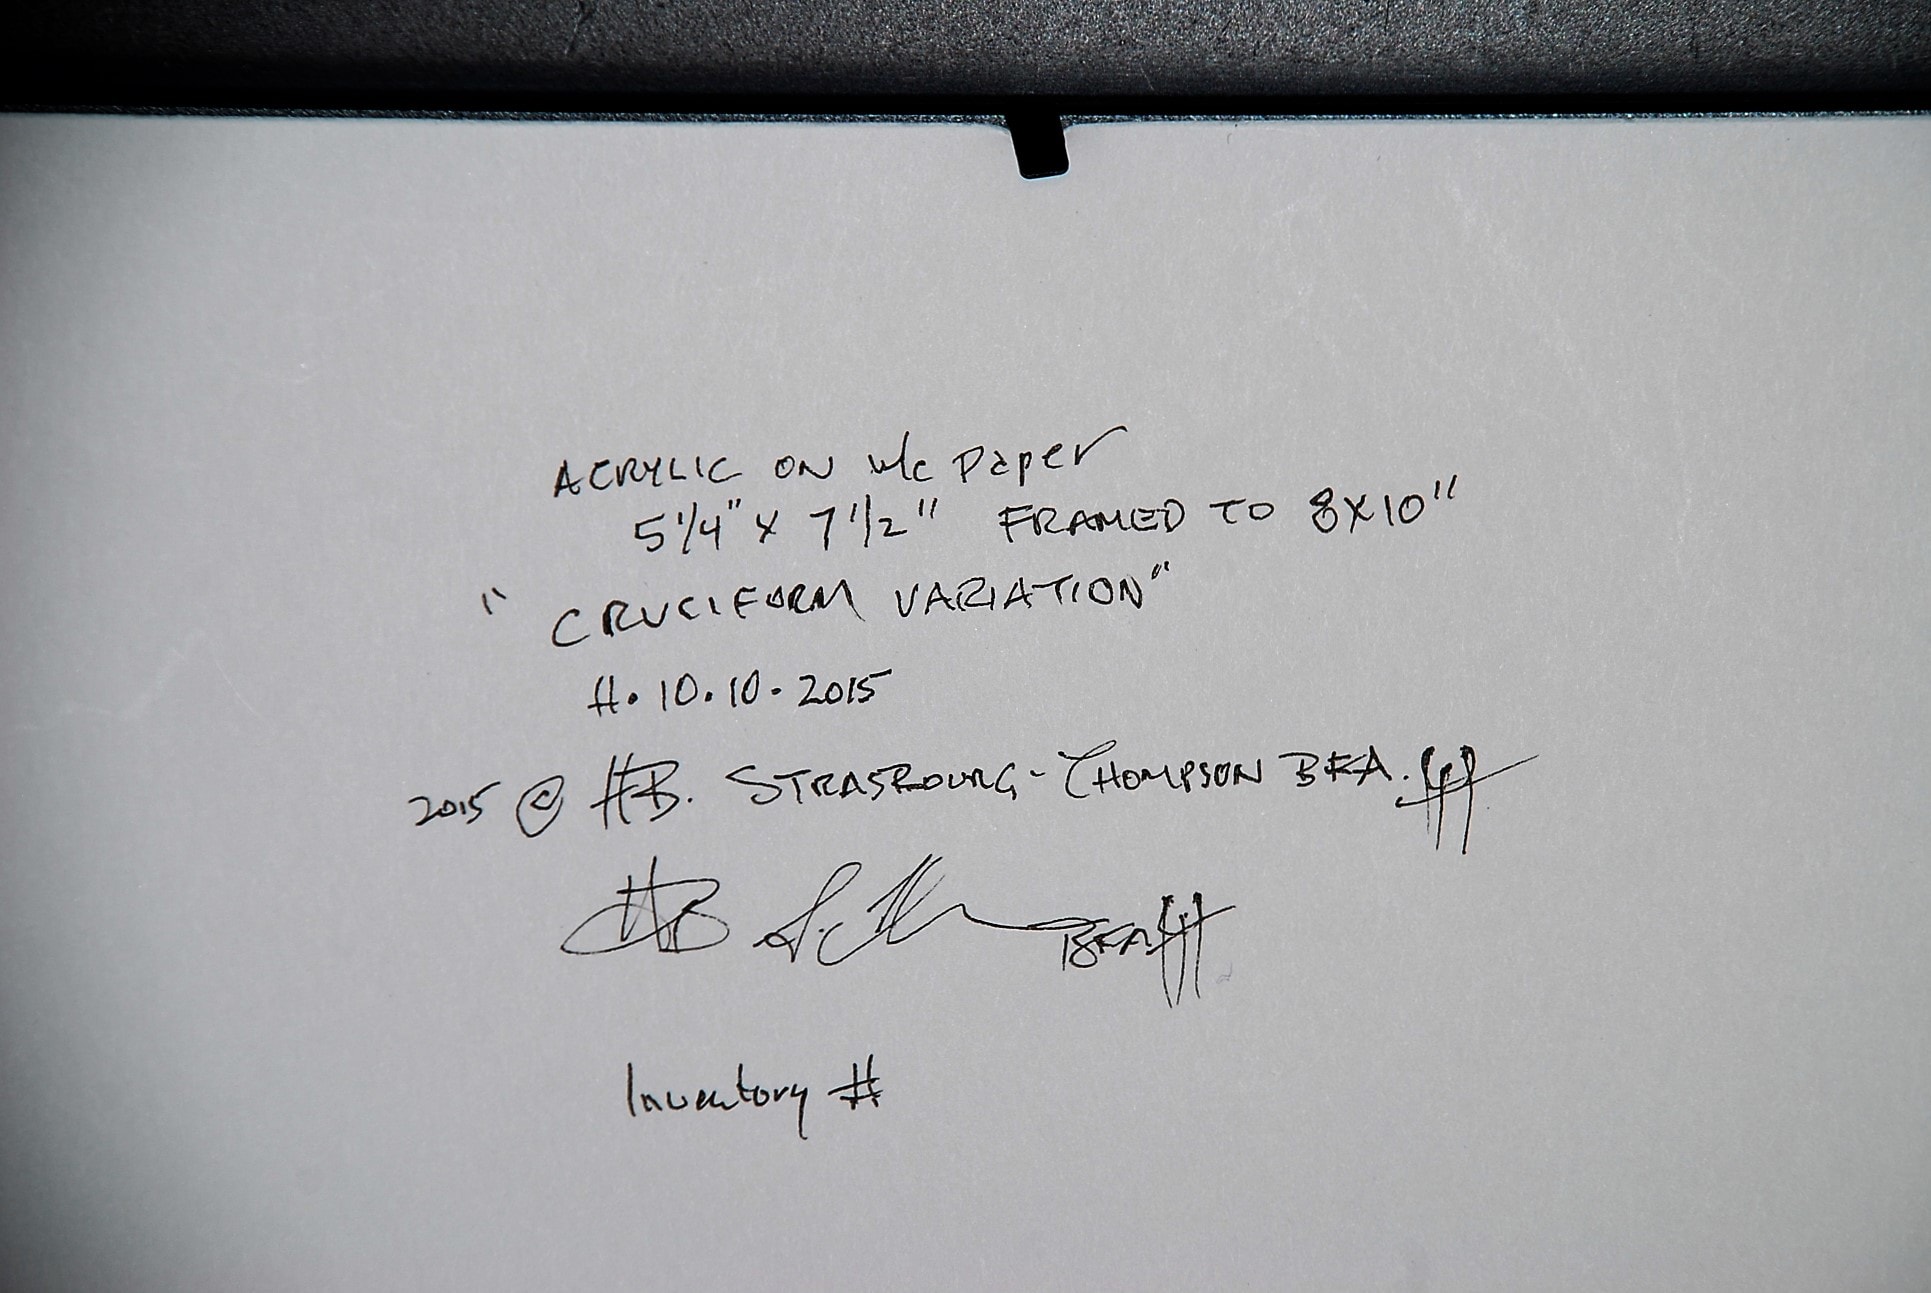 ACRYLIC ON w/c Paper
5 1/4" X 7 1/2" FRAMED TO 8X10"
"CRUCIFORM VARIATION"
#.10.10.2015
2015 © HB. STRASBOURG-THOMPSON BFA.
HB S. BFA
Inventory #